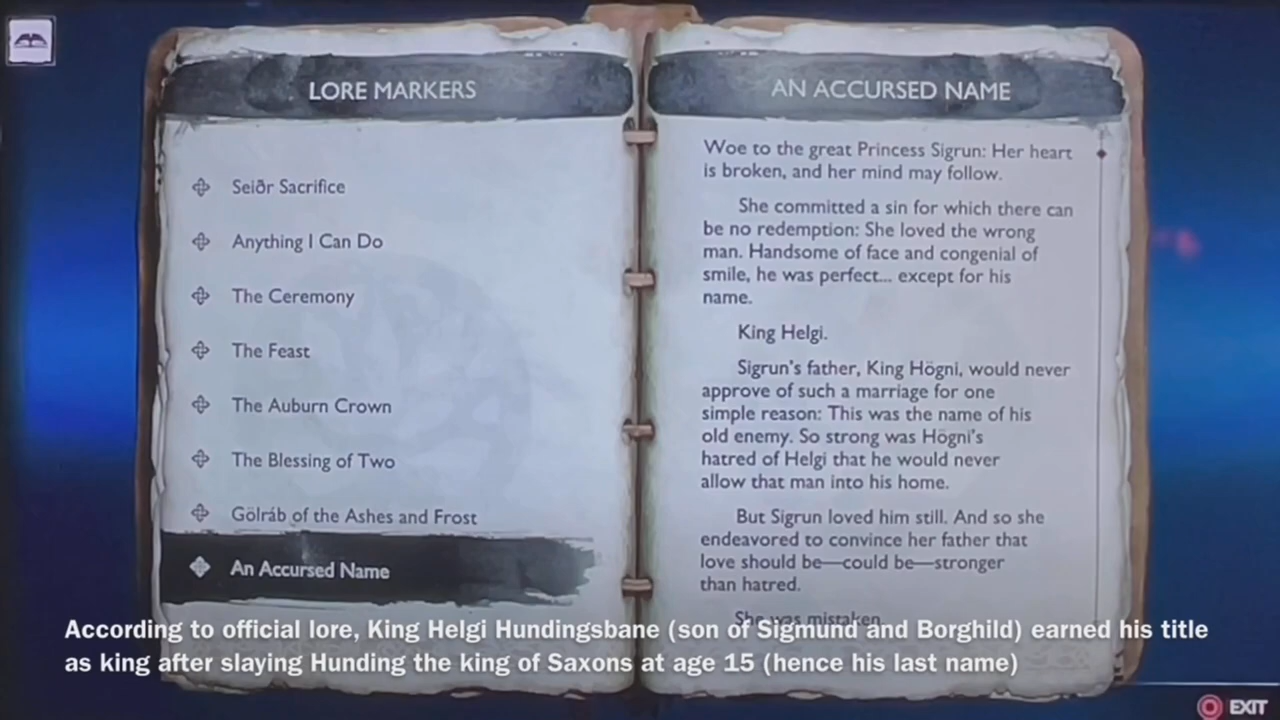 LORE MARKERS
Seiðr Sacrifice
Anything I Can Do
The Ceremony
The Feast
The Auburn Crown
The Blessing of Two
Gölráb of the Ashes and Frost
An Accursed Name
AN ACCURSED NAME
Woe to the great Princess Sigrun: Her heart
is broken, and her mind may follow.
She committed a sin for which there can
be no redemption: She loved the wrong
man. Handsome of face and congenial of
smile, he was perfect... except for his
name.
King Helgi.
Sigrun's father, King Högni, would never
approve of such a marriage for one
simple reason: This was the name of his
old enemy. So strong was Högni's
hatred of Helgi that he would never
allow that man into his home.
But Sigrun loved him still. And so she
endeavored to convince her father that
love should be—could be—stronger
than hatred.
She was mistaken.
According to official lore, King Helgi Hundingsbane (son of Sigmund and Borghild) earned his title
as king after slaying Hunding the king of Saxons at age 15 (hence his last name)
EXIT